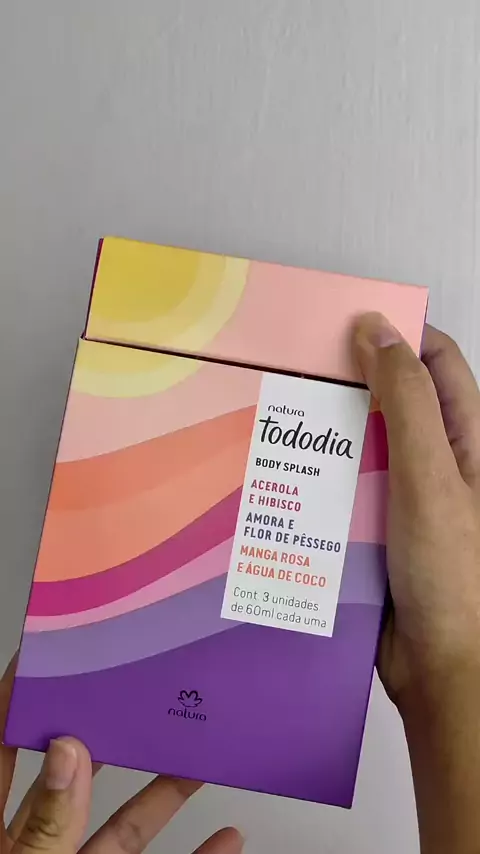 natura
tododia
BODY SPLASH
ACEROLA
E HIBISCO
AMORA E
FLOR DE PÊSSEGO
MANGA ROSA
E ÁGUA DE COCO
Cont 3 unidades
de 60ml cada uma
natura